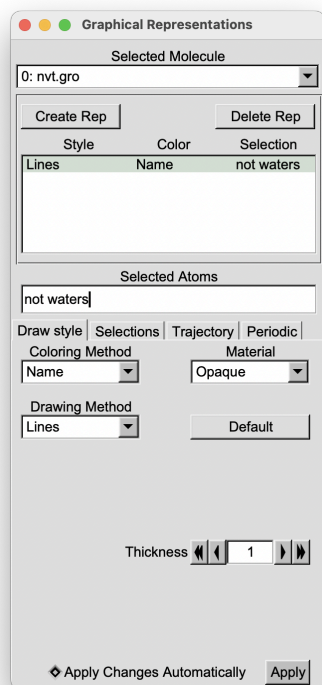 Graphical Representations
Selected Molecule
0: nvt.gro
Create Rep Delete Rep
Style Color Selection
Lines Name not waters
Selected Atoms
not waters
Draw style Selections Trajectory Periodic
Coloring Method Material
Name Opaque
Drawing Method
Lines Default
Thickness 1
Apply Changes Automatically Apply